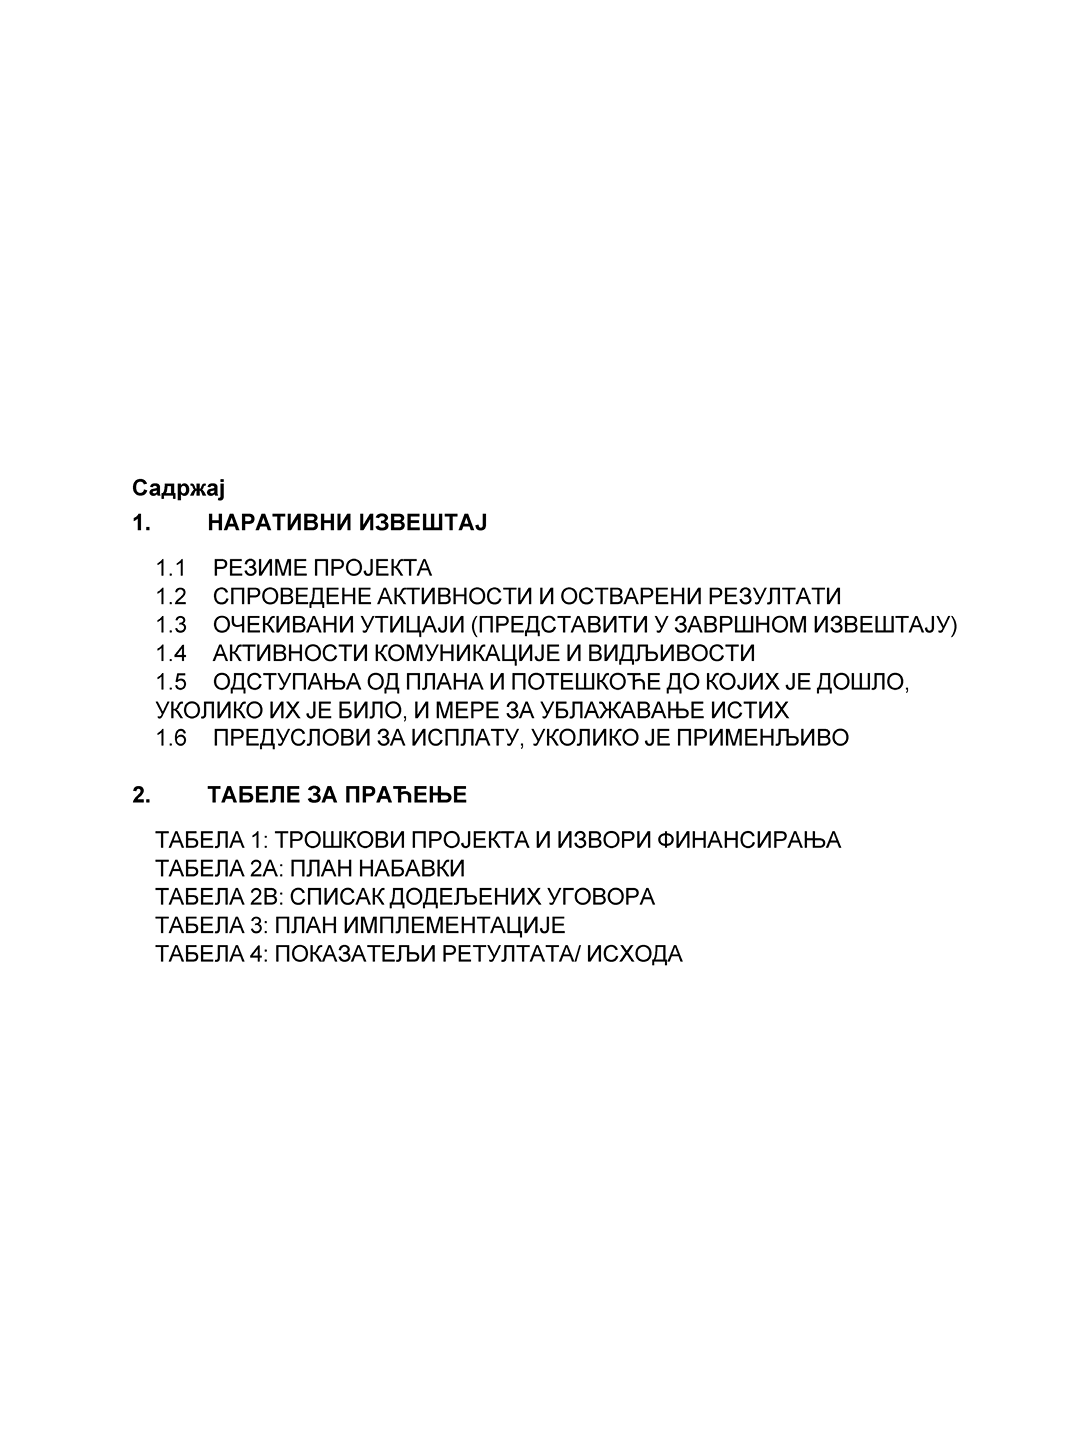 Садржај
1. НАРАТИВНИ ИЗВЕШТАЈ
1.1 РЕЗИМЕ ПРОЈЕКТА
1.2 СПРОВЕДЕНЕ АКТИВНОСТИ И ОСТВАРЕНИ РЕЗУЛТАТИ
1.3 ОЧЕКИВАНИ УТИЦАЈИ (ПРЕДСТАВИТИ У ЗАВРШНОМ ИЗВЕШТАЈУ)
1.4 АКТИВНОСТИ КОМУНИКАЦИЈЕ И ВИДЉИВОСТИ
1.5 ОДСТУПАЊА ОД ПЛАНА И ПОТЕШКОЋЕ ДО КОЈИХ ЈЕ ДОШЛО,
УКОЛИКО ИХ ЈЕ БИЛО, И МЕРЕ ЗА УБЛАЖАВАЊЕ ИСТИХ
1.6 ПРЕДУСЛОВИ ЗА ИСПЛАТУ, УКОЛИКО ЈЕ ПРИМЕНЉИВО
2. ТАБЕЛЕ ЗА ПРАЋЕЊЕ
ТАБЕЛА 1: ТРОШКОВИ ПРОЈЕКТА И ИЗВОРИ ФИНАНСИРАЊА
ТАБЕЛА 2А: ПЛАН НАБАВКИ
ТАБЕЛА 2В: СПИСАК ДОДЕЉЕНИХ УГОВОРА
ТАБЕЛА 3: ПЛАН ИМПЛЕМЕНТАЦИЈЕ
ТАБЕЛА 4: ПОКАЗАТЕЉИ РЕТУЛТАТА/ ИСХОДА